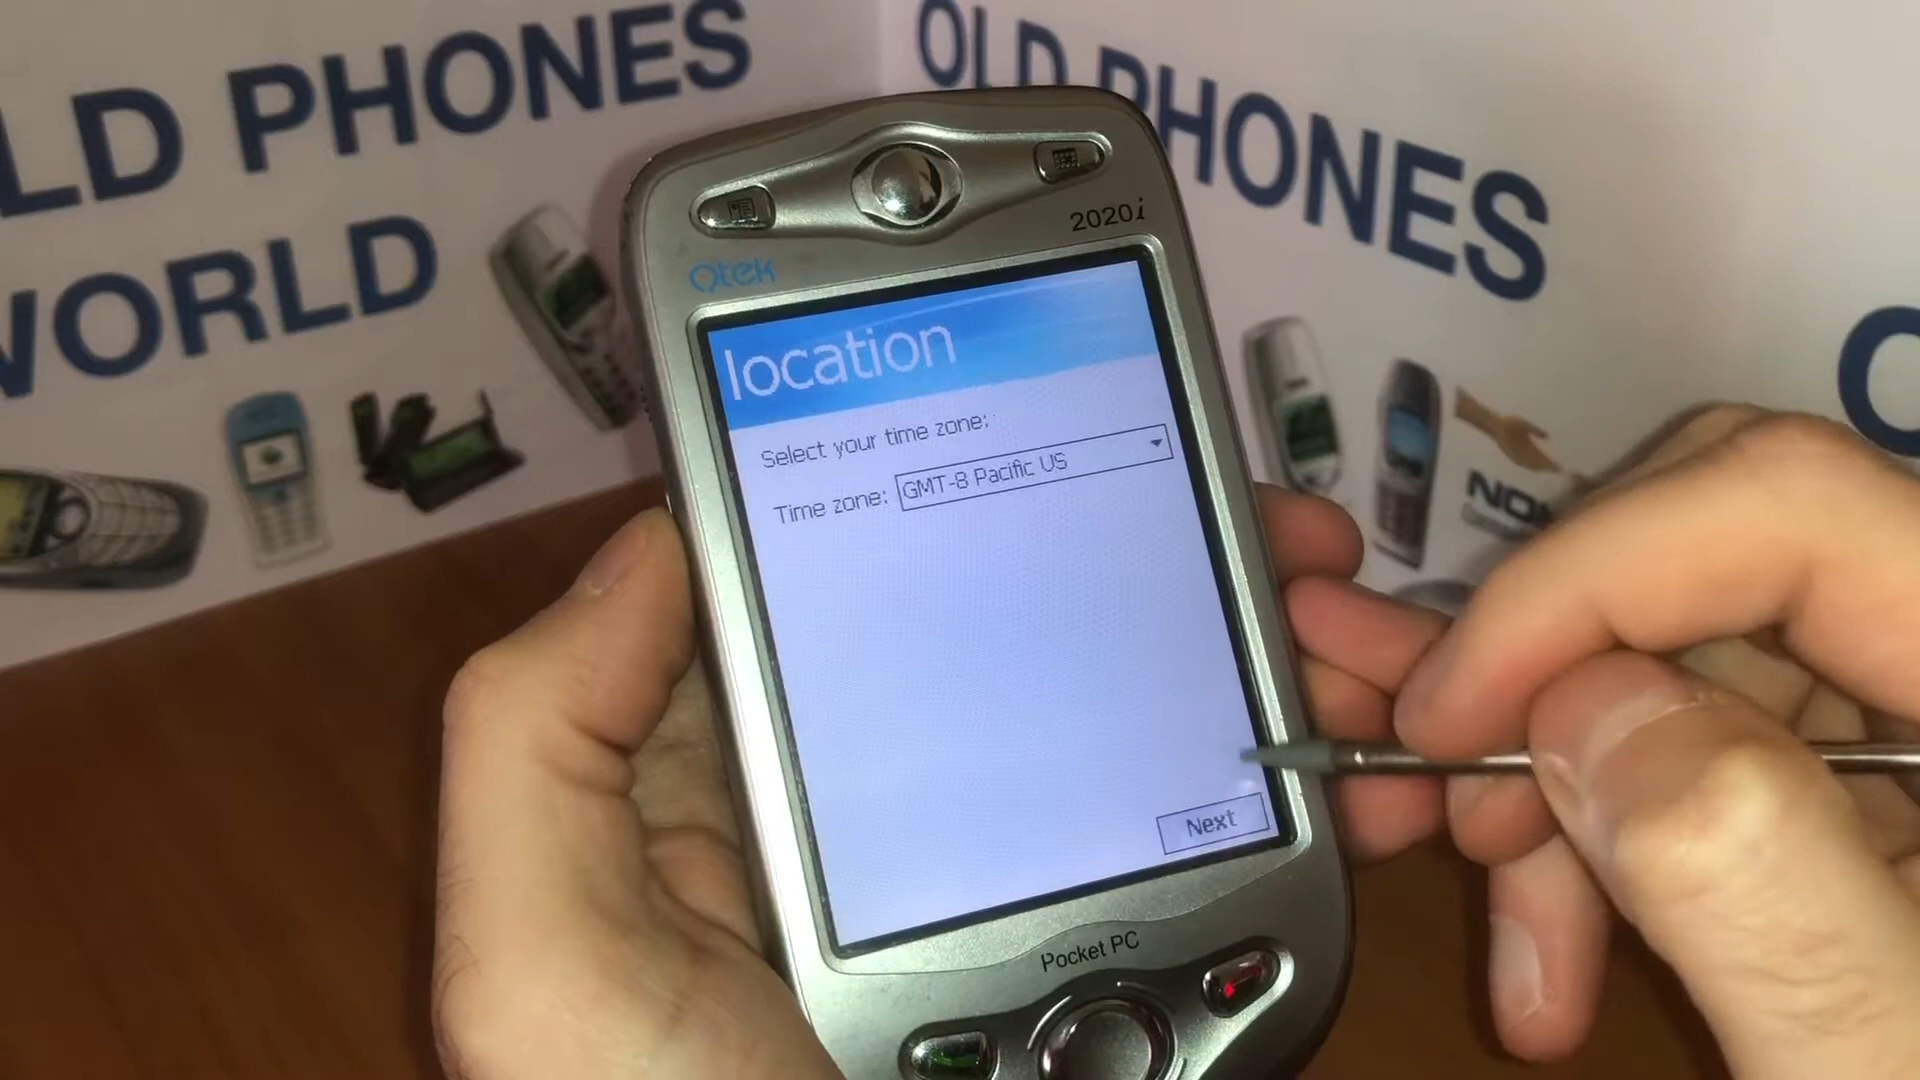 LD PHONES
WORLD
OLD PHONES
2020i
Qtek
location
Select your time zone:
Time zone: GMT-8 Pacific US
Next
Pocket PC